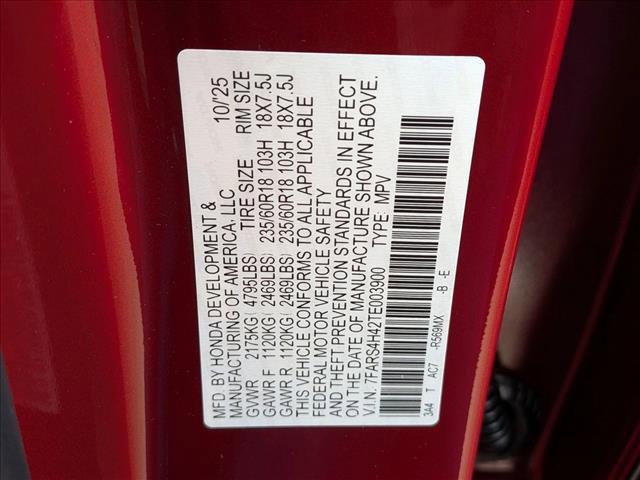 MFD. BY HONDA DEVELOPMENT & 10/25
MANUFACTURING OF AMERICA, LLC
TIRE SIZE RIM SIZE
GVWR 2175KG( 4795LBS)
GAWR F 1120KG( 2469LBS) 235/60R18 103H 18X7.5J
GAWR R 1120KG( 2469LBS) 235/60R18 103H 18X7.5J
THIS VEHICLE CONFORMS TO ALL APPLICABLE
FEDERAL MOTOR VEHICLE SAFETY
AND THEFT PREVENTION STANDARDS IN EFFECT
ON THE DATE OF MANUFACTURE SHOWN ABOVE.
V.I.N. 7FARS4H42TE003900 TYPE: MPV
3A4 T AC7 -R569MX -B -E